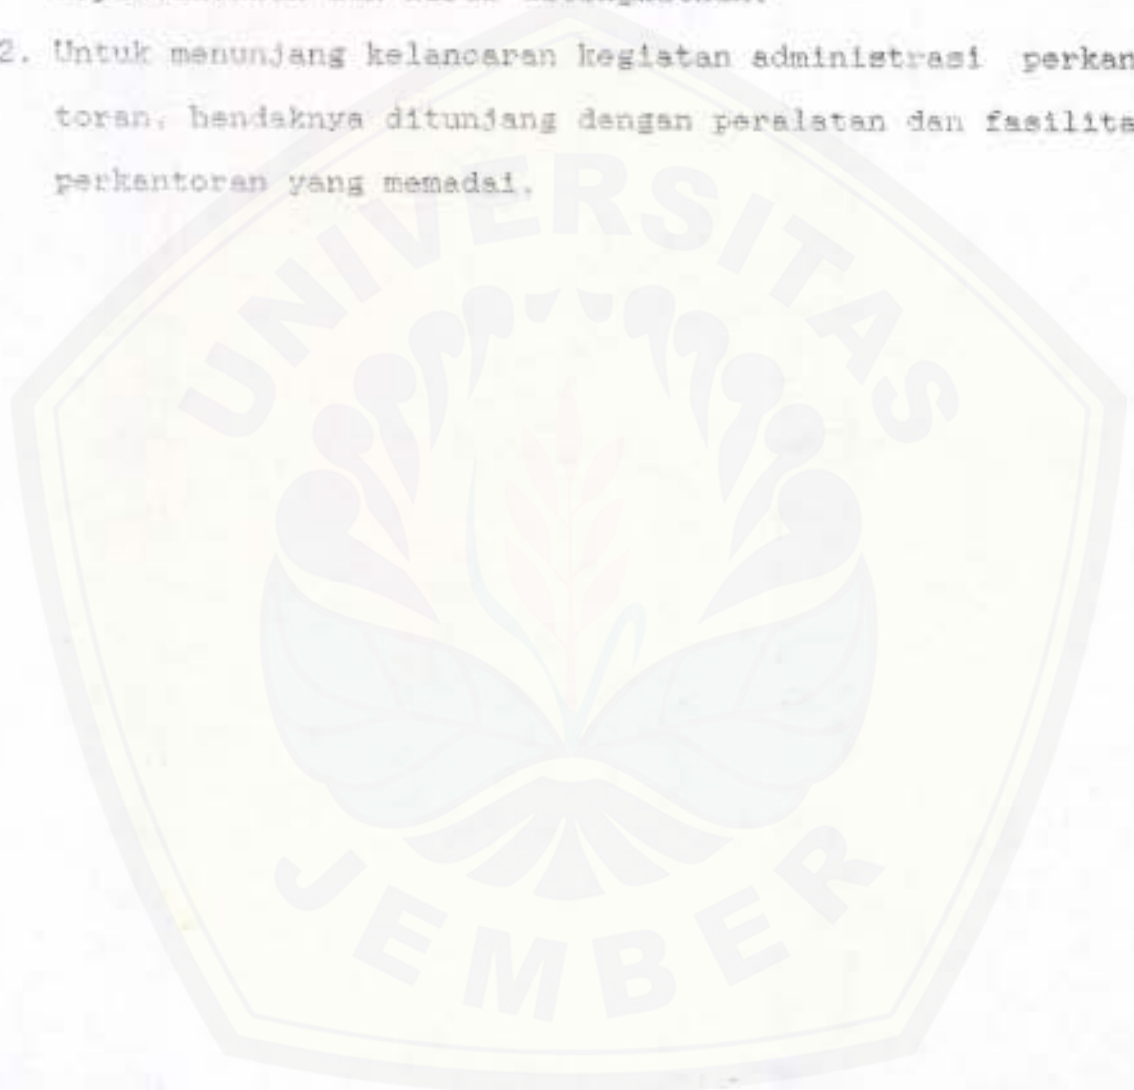 2. Untuk menunjang kelancaran kegiatan administrasi perkan
toran, hendaknya ditunjang dengan peralatan dan fasilita
perkantoran yang memadai.
UNIVERSITAS
JEMBER